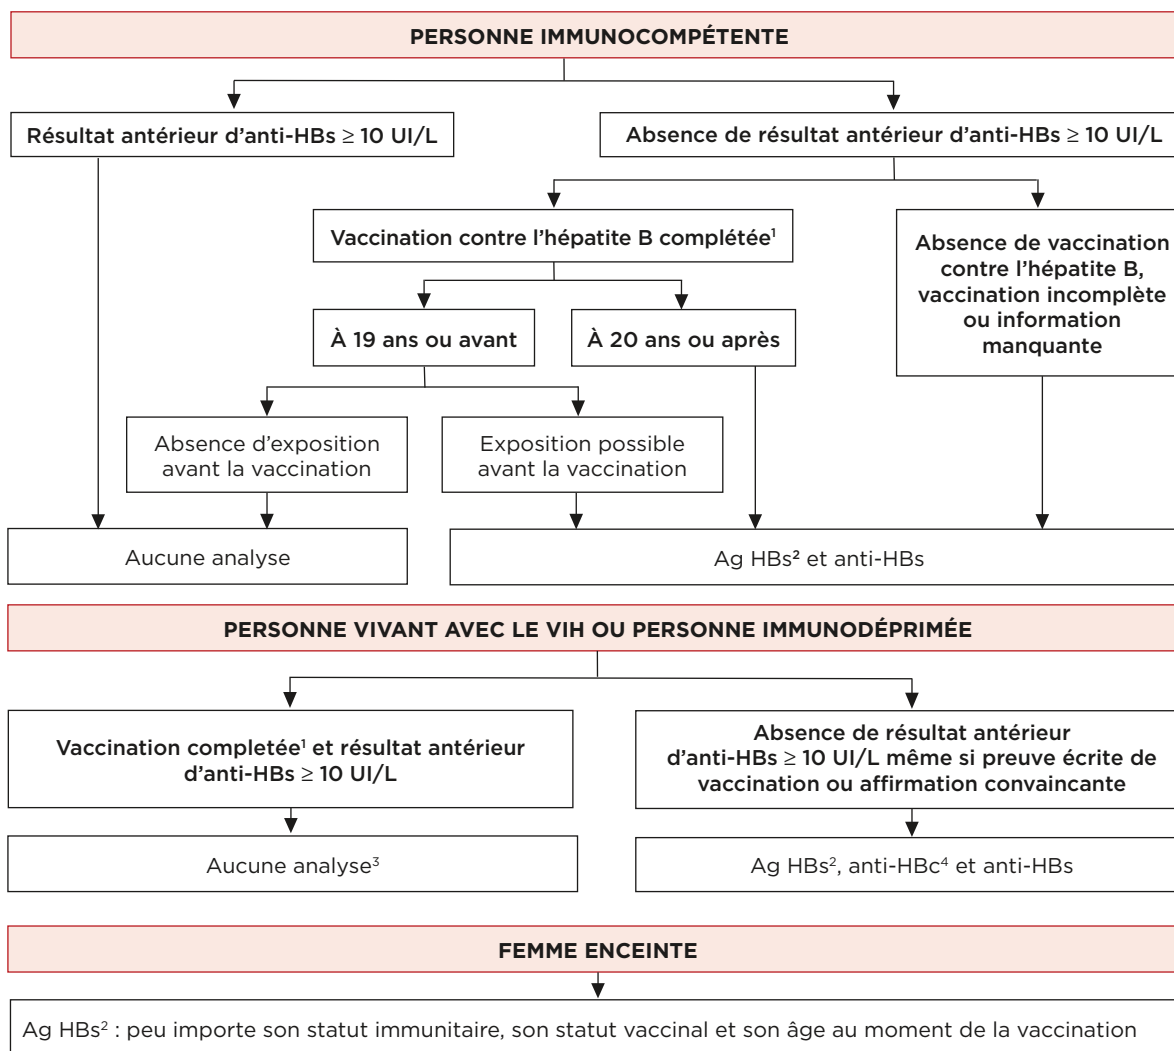 PERSONNE IMMUNOCOMPÉTENTE
Résultat antérieur d'anti-HBs ≥ 10 UI/L
Absence de résultat antérieur d'anti-HBs ≥ 10 UI/L
Vaccination contre l'hépatite B complétée¹
Absence de vaccination
contre l'hépatite B,
vaccination incomplète
ou information
manquante
À 19 ans ou avant
À 20 ans ou après
Absence d'exposition
avant la vaccination
Exposition possible
avant la vaccination
Aucune analyse
Ag HBs² et anti-HBs
PERSONNE VIVANT AVEC LE VIH OU PERSONNE IMMUNODÉPRIMÉE
Vaccination completée¹ et résultat antérieur
d'anti-HBs ≥ 10 UI/L
Absence de résultat antérieur
d'anti-HBs ≥ 10 UI/L même si preuve écrite de
vaccination ou affirmation convaincante
Aucune analyse³
Ag HBs², anti-HBc⁴ et anti-HBs
FEMME ENCEINTE
Ag HBs² : peu importe son statut immunitaire, son statut vaccinal et son âge au moment de la vaccination